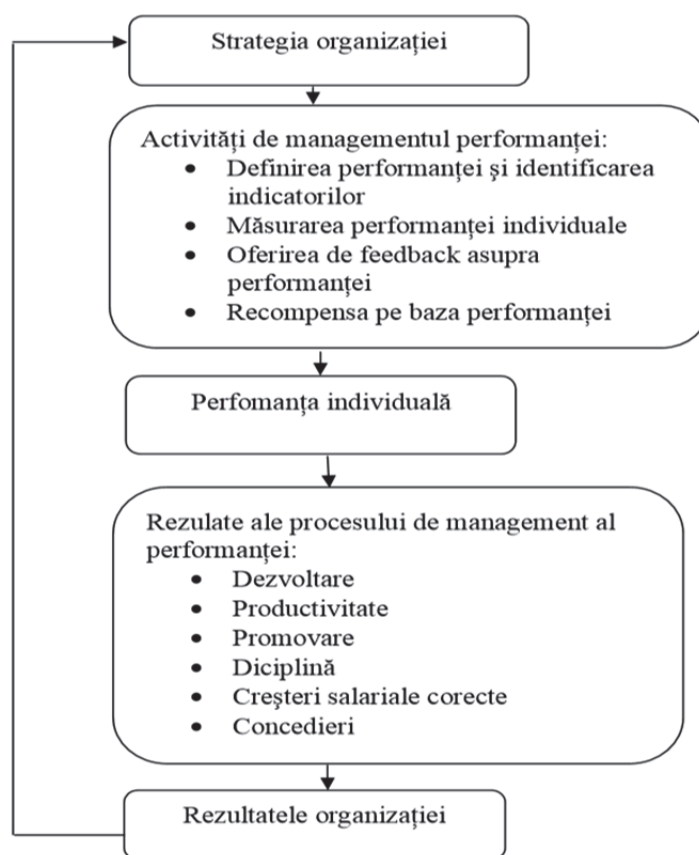 Strategia organizației
Activități de managementul performanței:
• Definirea performanței şi identificarea
indicatorilor
• Măsurarea performanței individuale
• Oferirea de feedback asupra
performanței
• Recompensa pe baza performanței
Perfomanța individuală
Rezulate ale procesului de management al
performanței:
• Dezvoltare
• Productivitate
• Promovare
• Diciplină
• Creşteri salariale corecte
• Concedieri
Rezultatele organizației